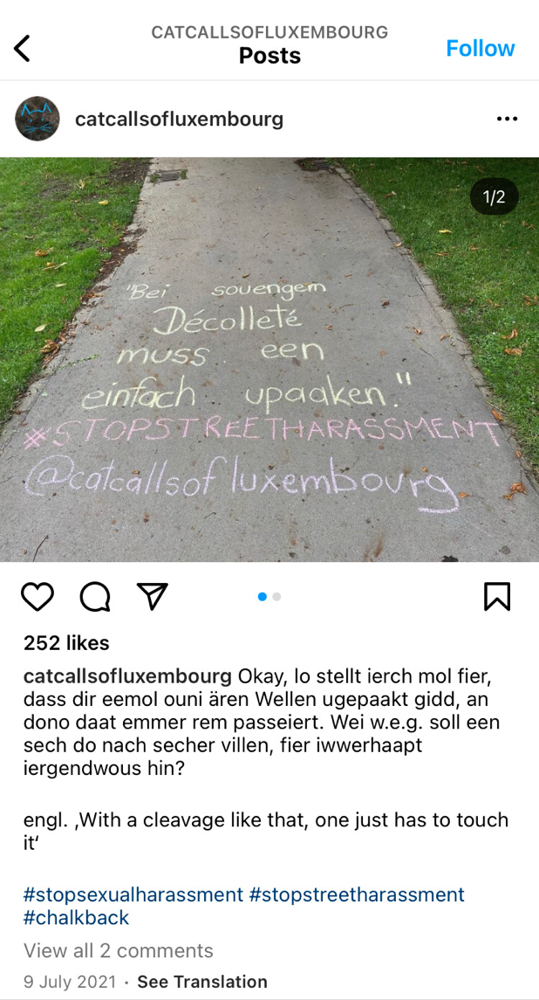 CATCALLSOFLUXEMBOURG
Posts
Follow
catcallsofluxembourg
1/2
"Bei souengem
Décolleté
muss een
einfach upaaken."
#STOPSTREETHARASSMENT
@catcallsofluxembourg
252 likes
catcallsofluxembourg Okay, lo stellt ierch mol fier,
dass dir eemol ouni ären Wellen ugepaakt gidd, an
dono daat emmer rem passeiert. Wei w.e.g. soll een
sech do nach secher villen, fier iwwerhaapt
iergendwous hin?
engl. ‚With a cleavage like that, one just has to touch
it‘
#stopsexualharassment #stopstreetharassment
#chalkback
View all 2 comments
9 July 2021 · See Translation